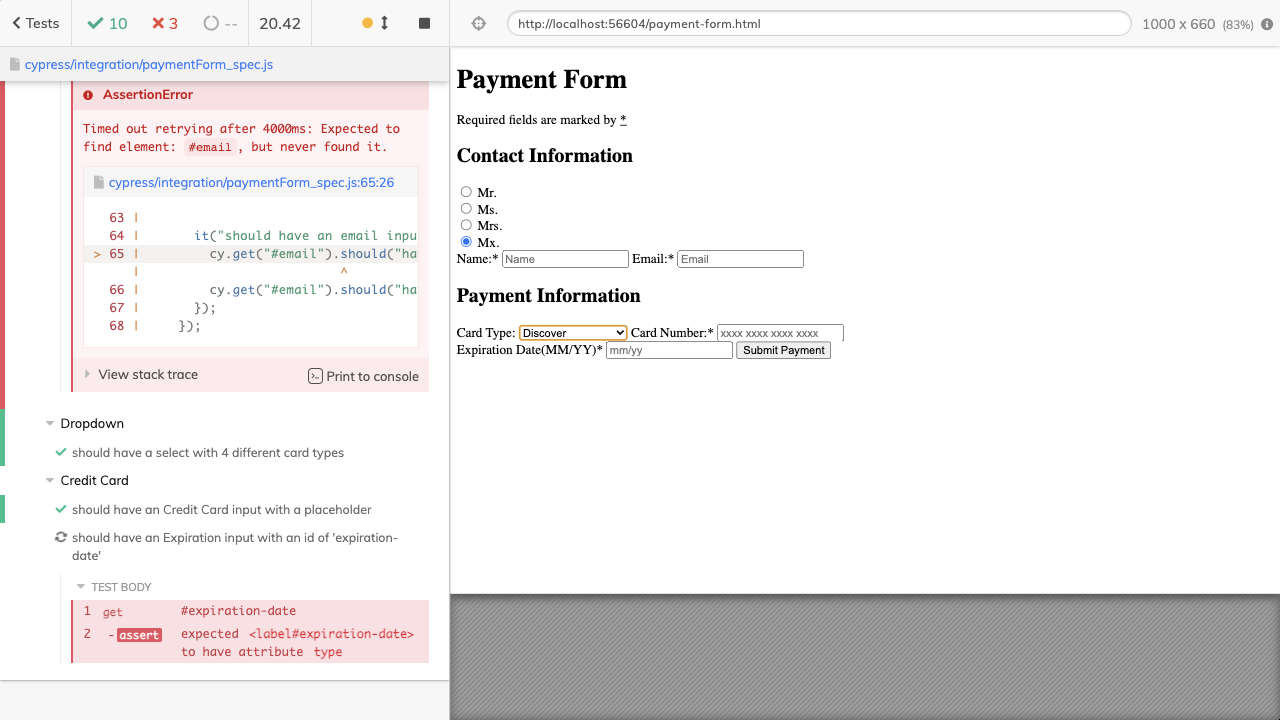 Tests
10
3
--
20.42
http://localhost:56604/payment-form.html
1000 x 660 (83%)
cypress/integration/paymentForm_spec.js
AssertionError
Timed out retrying after 4000ms: Expected to
find element: #email, but never found it.
cypress/integration/paymentForm_spec.js:65:26
63 |
64 | it("should have an email inpu
> 65 | cy.get("#email").should("ha
| ^
66 | cy.get("#email").should("ha
67 | });
68 | });
View stack trace
Print to console
Dropdown
should have a select with 4 different card types
Credit Card
should have an Credit Card input with a placeholder
should have an Expiration input with an id of 'expiration-
date'
TEST BODY
1 get #expiration-date
2 -assert expected <label#expiration-date>
to have attribute type
Payment Form
Required fields are marked by *
Contact Information
Mr.
Ms.
Mrs.
Mx.
Name:* Name Email:* Email
Payment Information
Card Type: Discover Card Number:* xxxx xxxx xxxx xxxx
Expiration Date(MM/YY)* mm/yy Submit Payment